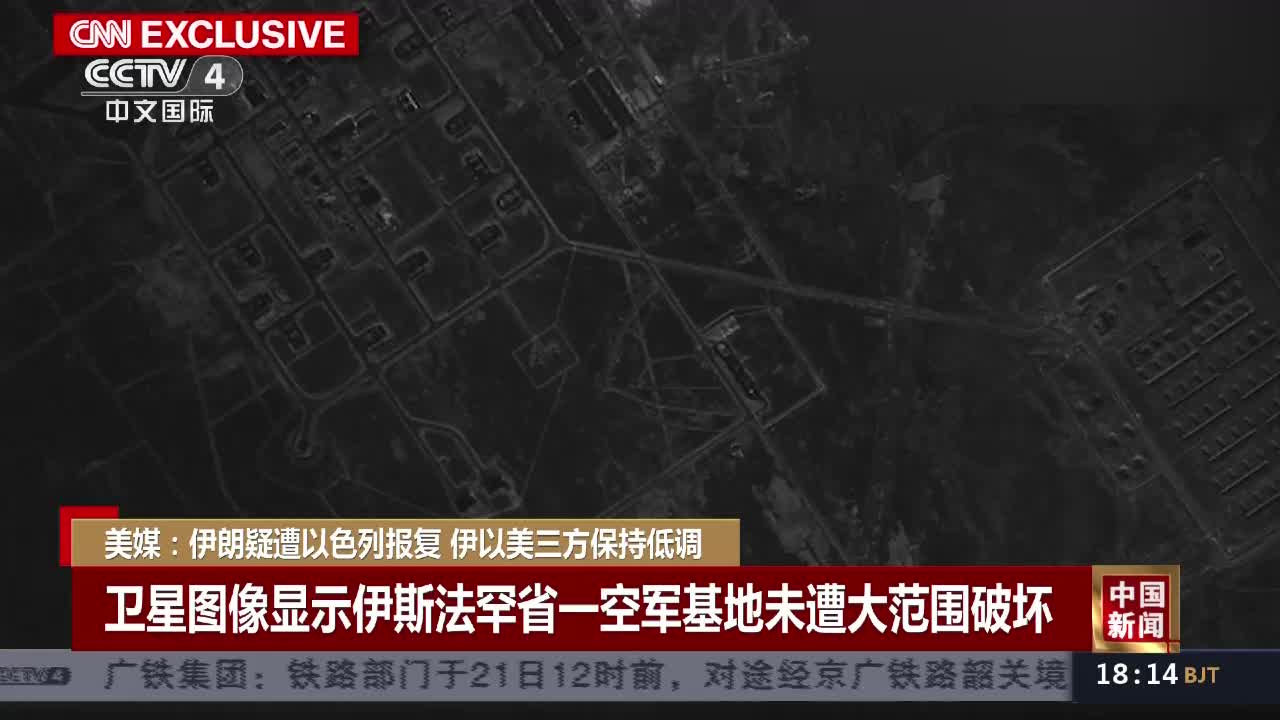 CNN EXCLUSIVE
CCTV 4
中文国际
美媒：伊朗疑遭以色列报复 伊以美三方保持低调
卫星图像显示伊斯法罕省一空军基地未遭大范围破坏
中国
新闻
CCTV 4 广铁集团：铁路部门于21日12时前，对途经京广铁路韶关境
18:14 BJT